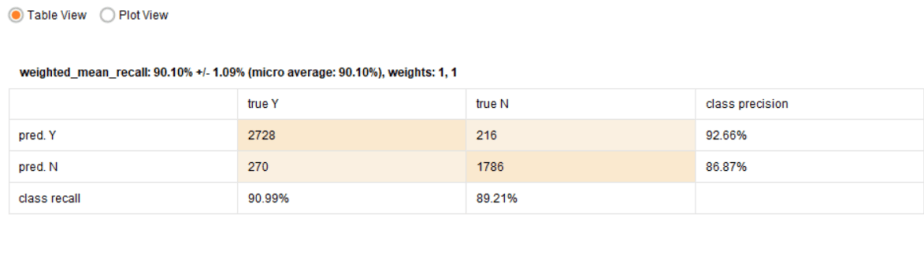 Table View Plot View
weighted_mean_recall: 90.10% +/- 1.09% (micro average: 90.10%), weights: 1, 1
true Y true N class precision
pred. Y 2728 216 92.66%
pred. N 270 1786 86.87%
class recall 90.99% 89.21%